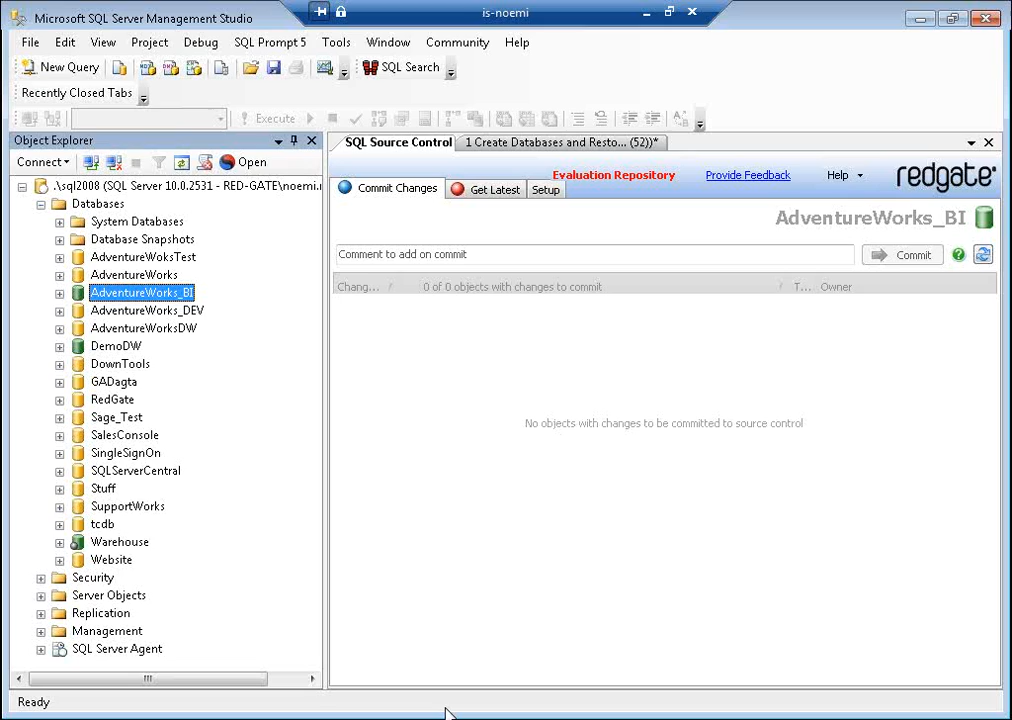 Microsoft SQL Server Management Studio
is-noemi
File Edit View Project Debug SQL Prompt 5 Tools Window Community Help
New Query SQL Search
Recently Closed Tabs
Execute
Object Explorer
Connect Open
.\sql2008 (SQL Server 10.0.2531 - RED-GATE\noemi.r
Databases
System Databases
Database Snapshots
AdventureWoksTest
AdventureWorks
AdventureWorks_BI
AdventureWorks_DEV
AdventureWorksDW
DemoDW
DownTools
GADagta
RedGate
Sage_Test
SalesConsole
SingleSignOn
SQLServerCentral
Stuff
SupportWorks
tcdb
Warehouse
Website
Security
Server Objects
Replication
Management
SQL Server Agent
SQL Source Control 1 Create Databases and Resto... (52))*
Evaluation Repository Provide Feedback Help redgate
Commit Changes Get Latest Setup
AdventureWorks_BI
Comment to add on commit Commit
Chang... 0 of 0 objects with changes to commit T... Owner
No objects with changes to be committed to source control
Ready